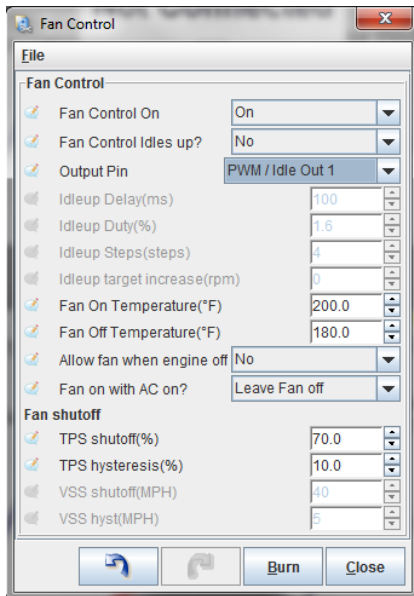 Not Connected
Fan Control
File
Fan Control
Fan Control On On
Fan Control Idles up? No
Output Pin PWM / Idle Out 1
Idleup Delay(ms) 100
Idleup Duty(%) 1.6
Idleup Steps(steps) 4
Idleup target increase(rpm) 0
Fan On Temperature(°F) 200.0
Fan Off Temperature(°F) 180.0
Allow fan when engine off No
Fan on with AC on? Leave Fan off
Fan shutoff
TPS shutoff(%) 70.0
TPS hysteresis(%) 10.0
VSS shutoff(MPH) 40
VSS hyst(MPH) 5
Burn Close